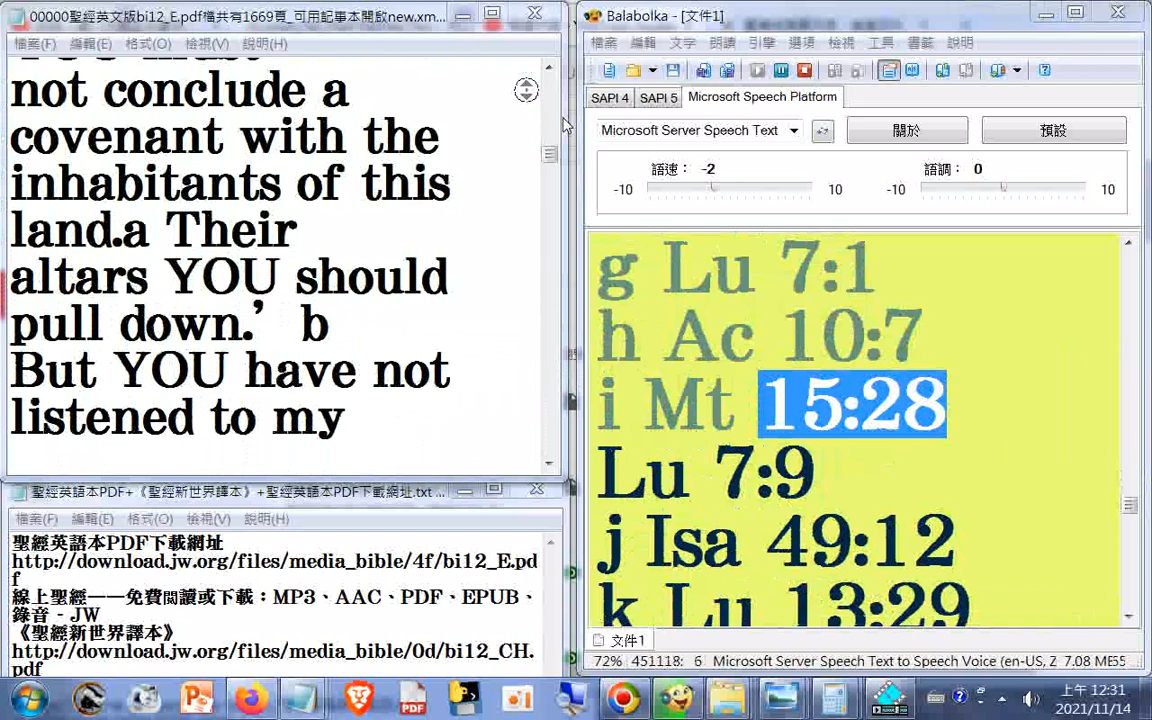 00000聖經英文版bi12_E.pdf檔共有1669頁_可用記事本開啟new.xm...
檔案(F) 編輯(E) 格式(O) 檢視(V) 說明(H)
YOU must
not conclude a
covenant with the
inhabitants of this
land.a Their
altars YOU should
pull down.’ b
But YOU have not
listened to my
聖經英語本PDF+《聖經新世界譯本》+聖經英語本PDF下載網址.txt ...
檔案(F) 編輯(E) 格式(O) 檢視(V) 說明(H)
聖經英語本PDF下載網址
http://download.jw.org/files/media_bible/4f/bi12_E.pd
f
線上聖經——免費閱讀或下載：MP3、AAC、PDF、EPUB、
錄音 - JW
《聖經新世界譯本》
http://download.jw.org/files/media_bible/0d/bi12_CH.
pdf
Balabolka - [文件1]
檔案 編輯 文字 朗讀 引擎 選項 檢視 工具 書籤 說明
SAPI 4 SAPI 5 Microsoft Speech Platform
Microsoft Server Speech Text 關於 預設
語速： -2 語調： 0
-10 10 -10 10
g Lu 7:1
h Ac 10:7
i Mt 15:28
Lu 7:9
j Isa 49:12
k Lu 13:29
文件1
72% 451118: 6 Microsoft Server Speech Text to Speech Voice (en-US, Z 7.08 ME55
上午 12:31
2021/11/14